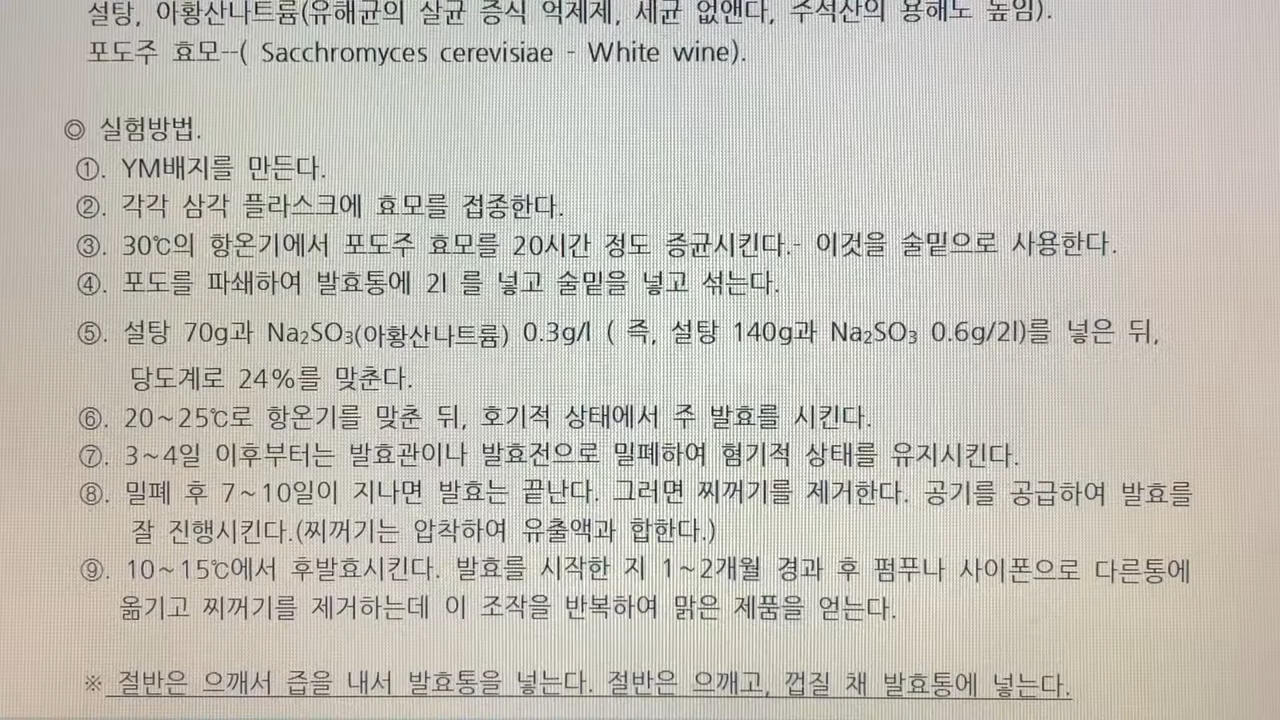 설탕, 아황산나트륨(유해균의 살균 증식 억제제, 세균 없앤다, 주석산의 용해도 높임).
포도주 효모--( Sacchromyces cerevisiae - White wine).
◎ 실험방법.
①. YM배지를 만든다.
②. 각각 삼각 플라스크에 효모를 접종한다.
③. 30℃의 항온기에서 포도주 효모를 20시간 정도 증균시킨다.- 이것을 술밑으로 사용한다.
④. 포도를 파쇄하여 발효통에 2l 를 넣고 술밑을 넣고 섞는다.
⑤. 설탕 70g과 Na₂SO₃(아황산나트륨) 0.3g/l ( 즉, 설탕 140g과 Na₂SO₃ 0.6g/2l)를 넣은 뒤,
당도계로 24%를 맞춘다.
⑥. 20~25℃로 항온기를 맞춘 뒤, 호기적 상태에서 주 발효를 시킨다.
⑦. 3~4일 이후부터는 발효관이나 발효전으로 밀폐하여 혐기적 상태를 유지시킨다.
⑧. 밀폐 후 7~10일이 지나면 발효는 끝난다. 그러면 찌꺼기를 제거한다. 공기를 공급하여 발효를
잘 진행시킨다.(찌꺼기는 압착하여 유출액과 합한다.)
⑨. 10~15℃에서 후발효시킨다. 발효를 시작한 지 1~2개월 경과 후 펌푸나 사이폰으로 다른통에
옮기고 찌꺼기를 제거하는데 이 조작을 반복하여 맑은 제품을 얻는다.
※ 절반은 으깨서 즙을 내서 발효통을 넣는다. 절반은 으깨고, 껍질 채 발효통에 넣는다.